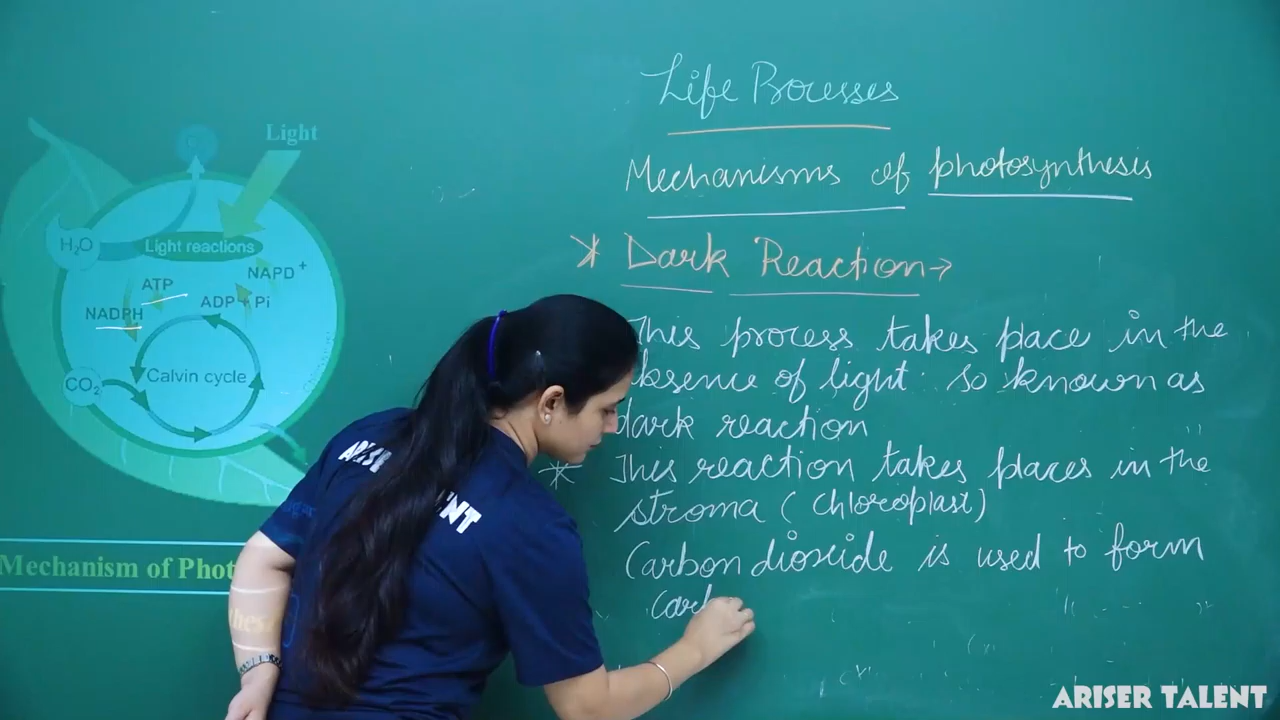 Life Processes
Mechanisms of photosynthesis
* Dark Reaction→
This process takes place in the
absence of light. so known as
dark reaction
* This reaction takes places in the
stroma ( Chloroplast)
Carbon dioxide is used to form
Light
H₂O
Light reactions
NAPD⁺
ATP
ADP + Pi
NADPH
CO₂
Calvin cycle
Mechanism of
ARISER TALENT